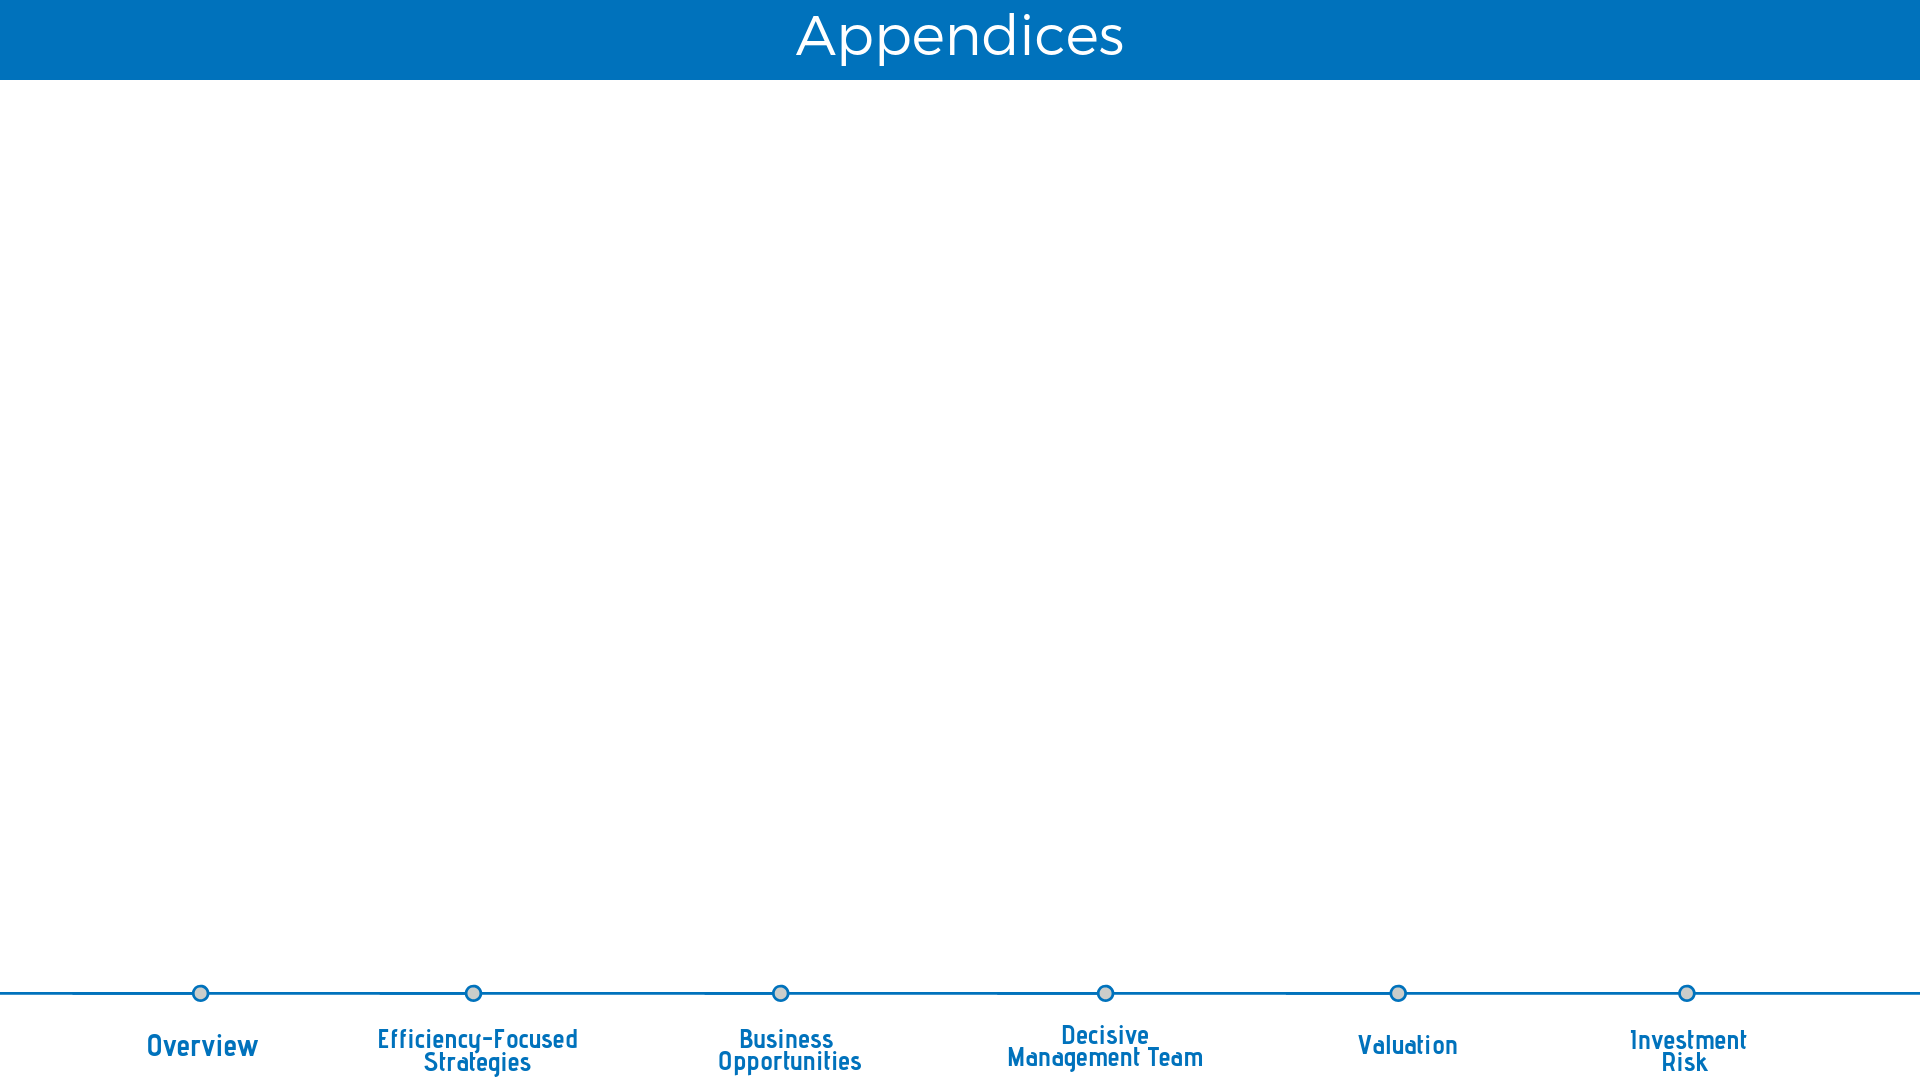 Appendices
Overview
Efficiency-Focused
Strategies
Business
Opportunities
Decisive
Management Team
Valuation
Investment
Risk